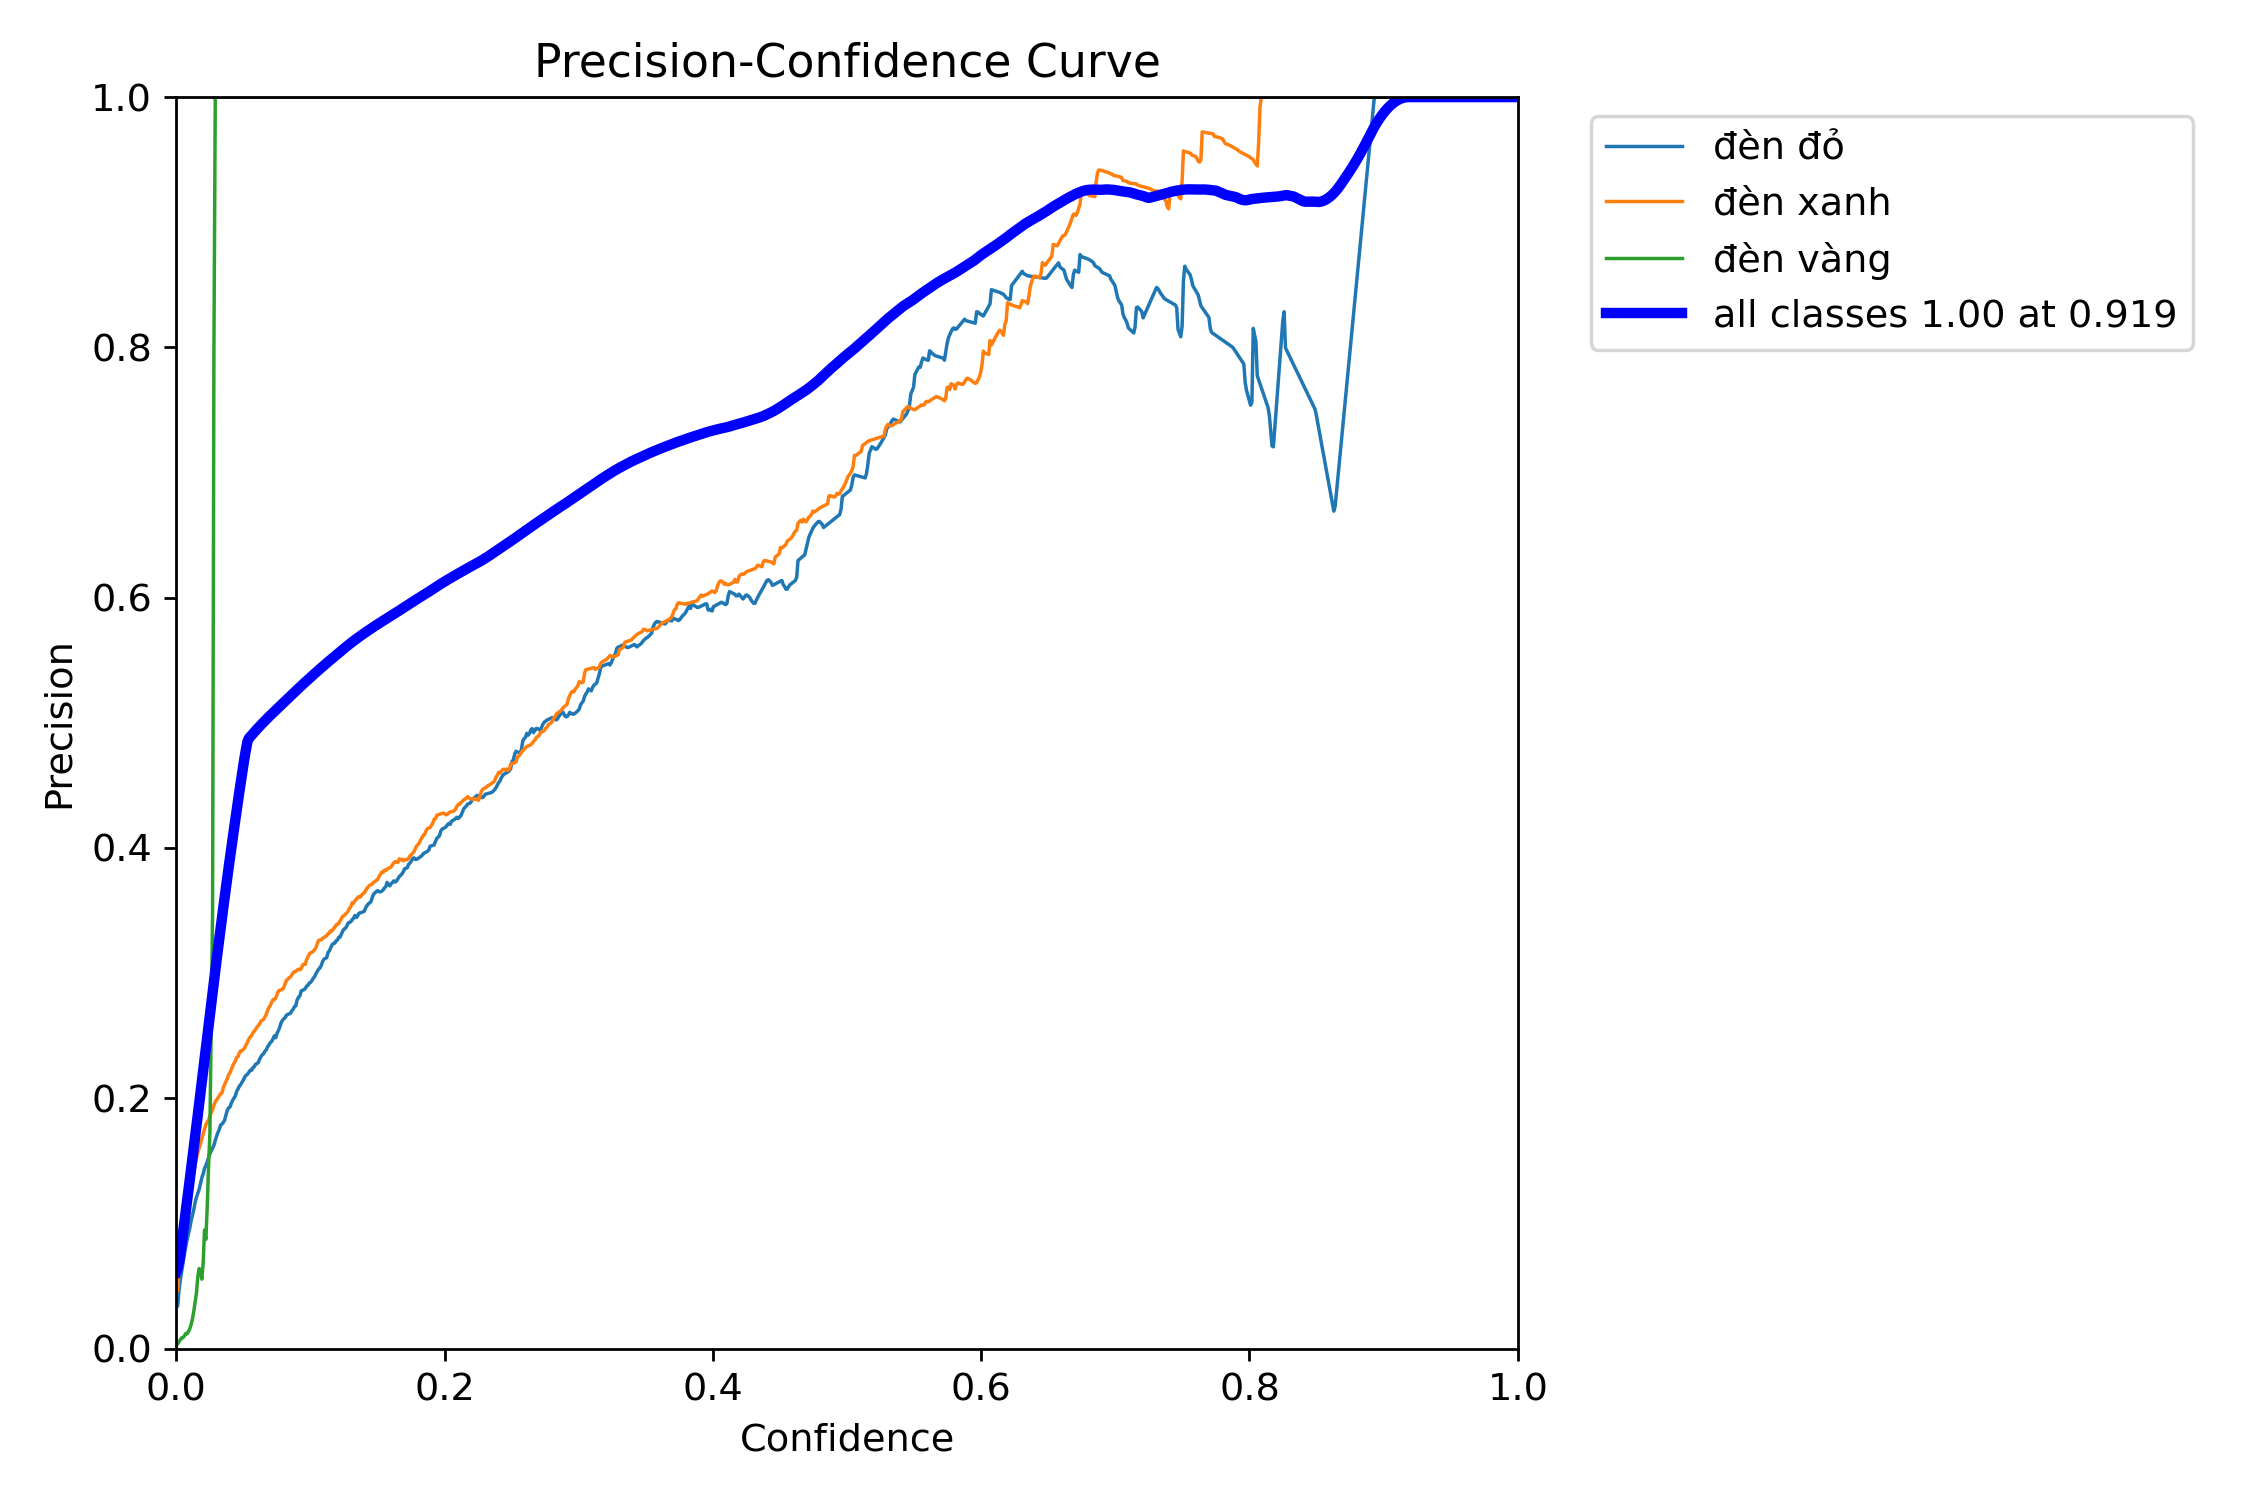 Precision-Confidence Curve
1.0
0.8
0.6
0.4
0.2
0.0
Precision
0.0 0.2 0.4 0.6 0.8 1.0
Confidence
đèn đỏ
đèn xanh
đèn vàng
all classes 1.00 at 0.919